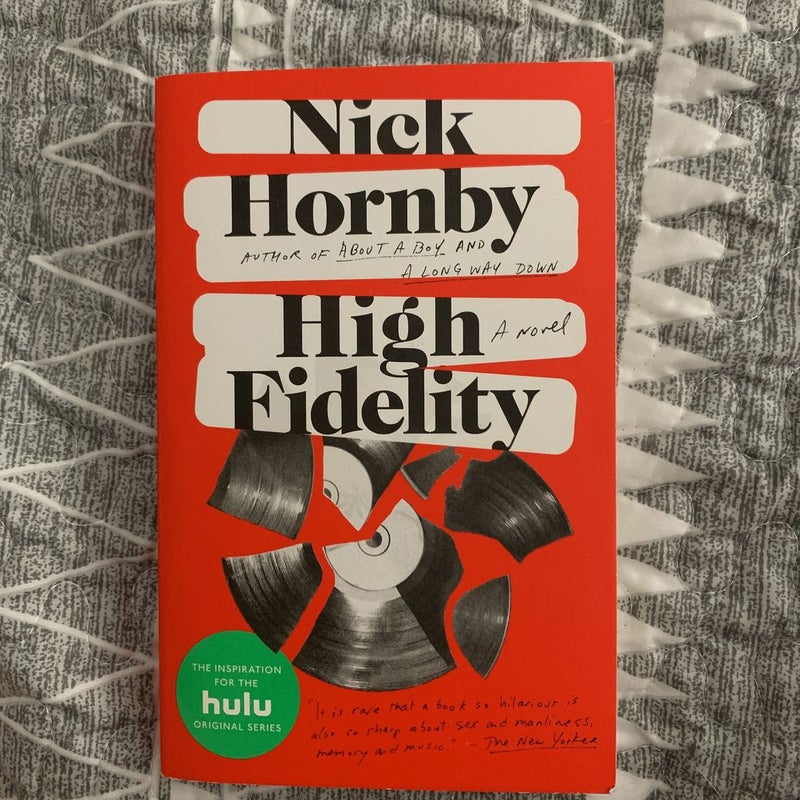 Nick
Hornby
AUTHOR OF ABOUT A BOY AND
A LONG WAY DOWN
High
A novel
Fidelity
THE INSPIRATION
FOR THE
hulu
ORIGINAL SERIES
"It is rare that a book so hilarious is
also so sharp about sex and manliness,
memory and music." — The New Yorker